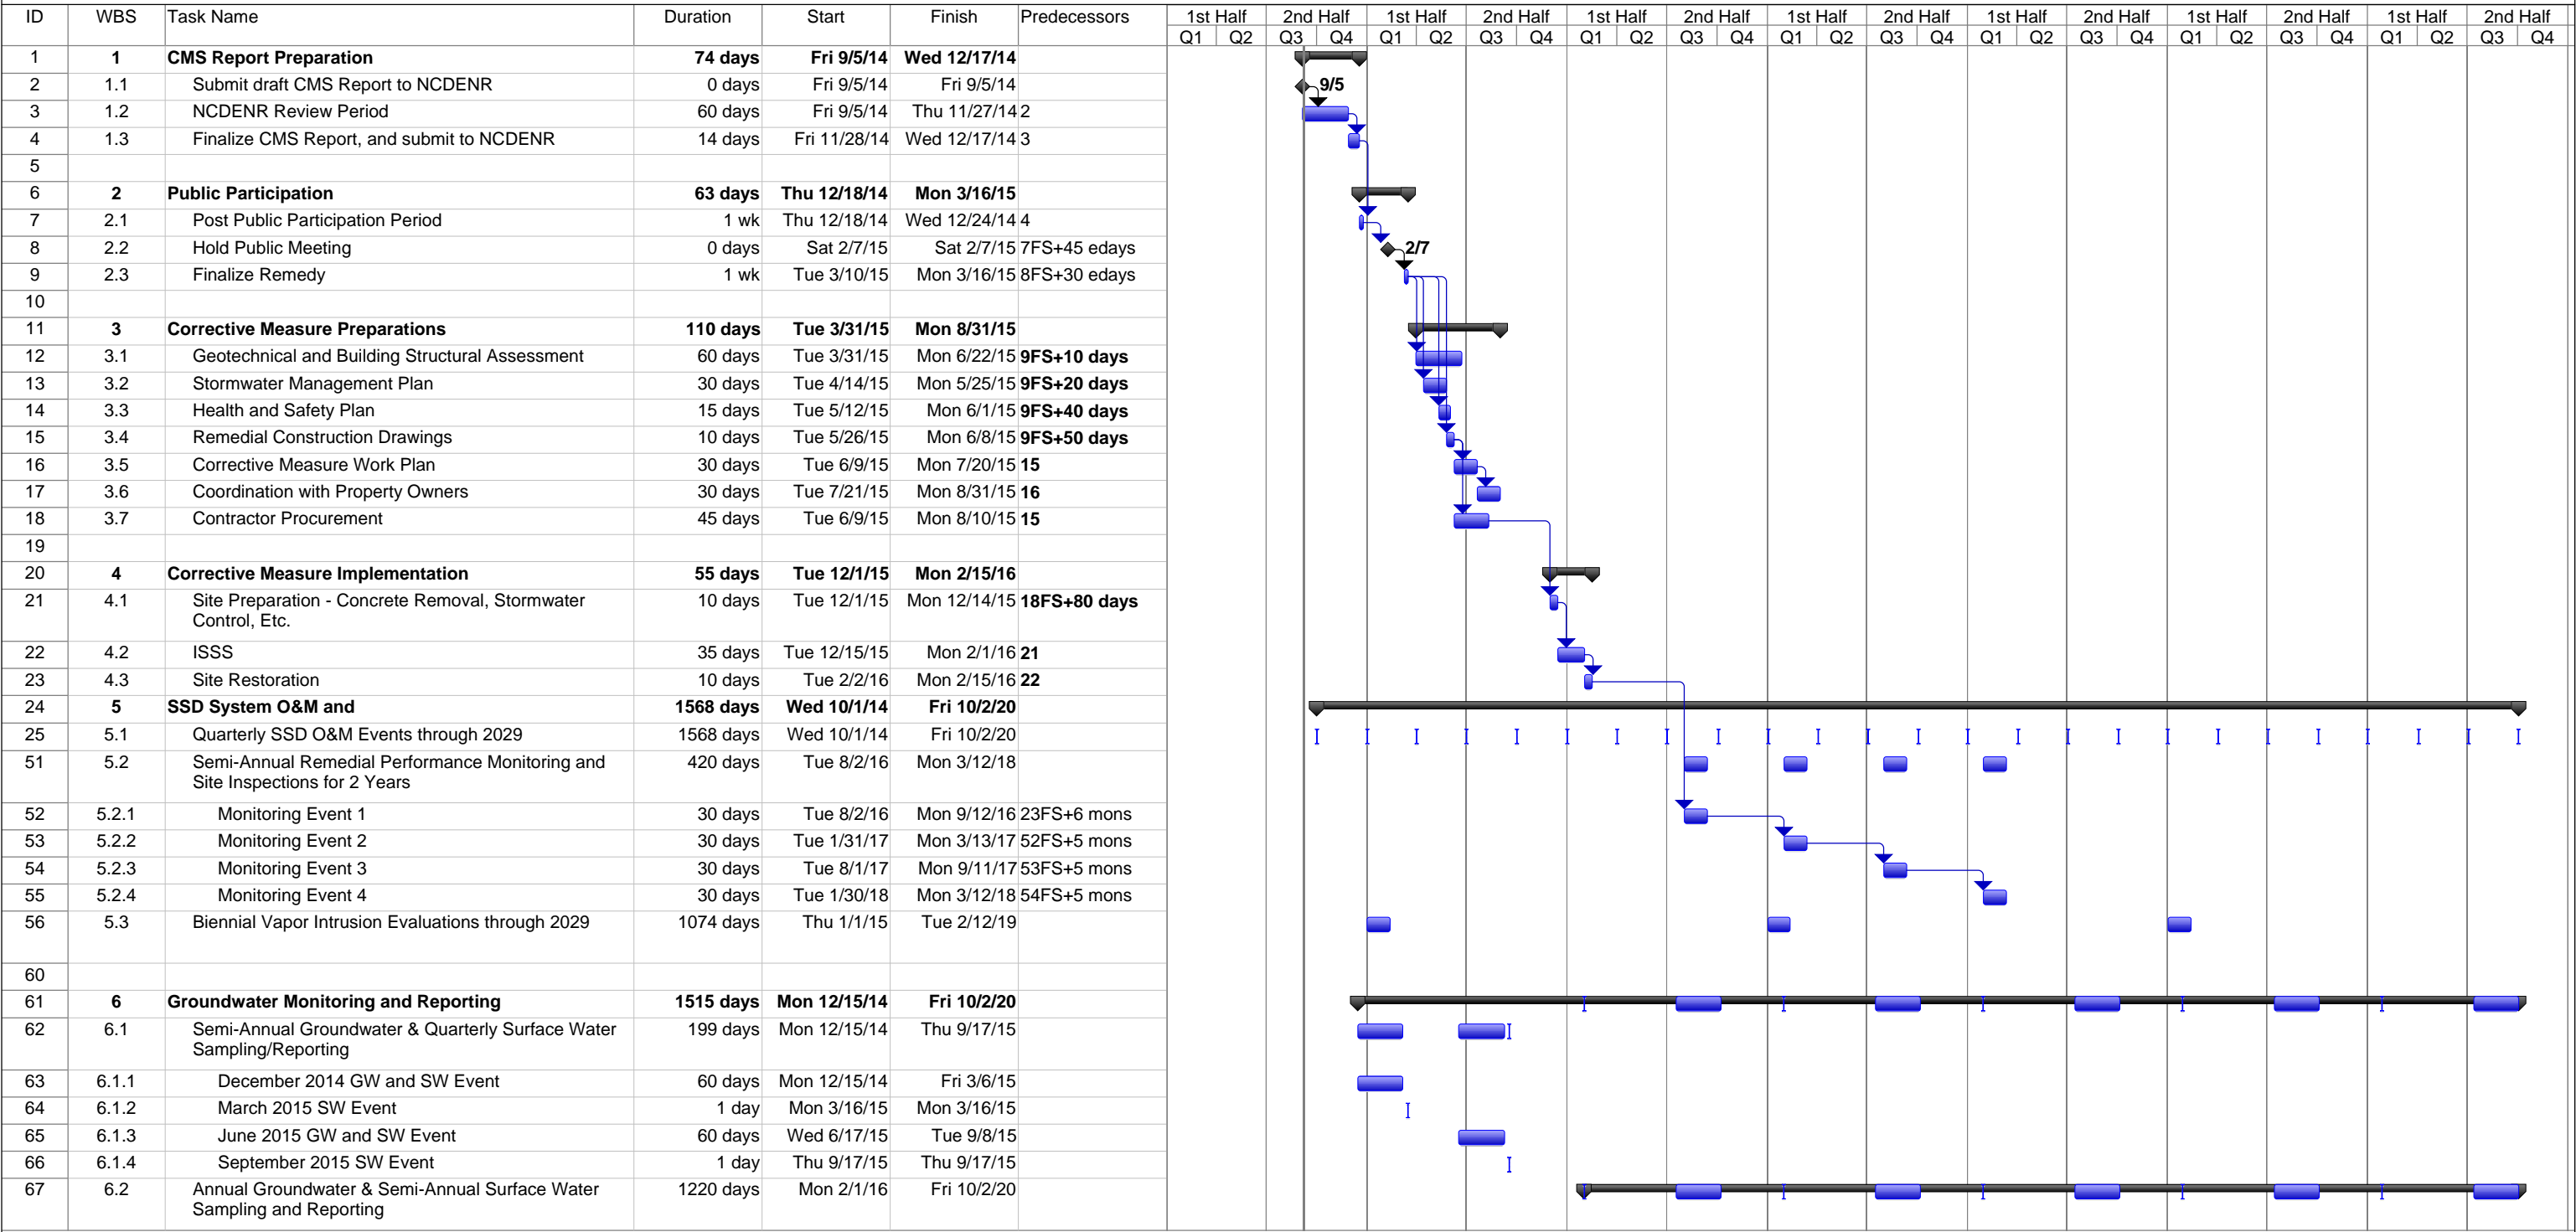 ID WBS Task Name Duration Start Finish Predecessors 1st Half 2nd Half 1st Half 2nd Half 1st Half 2nd Half 1st Half 2nd Half 1st Half 2nd Half 1st Half 2nd Half 1st Half 2nd Half
Q1 Q2 Q3 Q4 Q1 Q2 Q3 Q4 Q1 Q2 Q3 Q4 Q1 Q2 Q3 Q4 Q1 Q2 Q3 Q4 Q1 Q2 Q3 Q4 Q1 Q2 Q3 Q4
1 1 CMS Report Preparation 74 days Fri 9/5/14 Wed 12/17/14
2 1.1 Submit draft CMS Report to NCDENR 0 days Fri 9/5/14 Fri 9/5/14 9/5
3 1.2 NCDENR Review Period 60 days Fri 9/5/14 Thu 11/27/14 2
4 1.3 Finalize CMS Report, and submit to NCDENR 14 days Fri 11/28/14 Wed 12/17/14 3
5
6 2 Public Participation 63 days Thu 12/18/14 Mon 3/16/15
7 2.1 Post Public Participation Period 1 wk Thu 12/18/14 Wed 12/24/14 4
8 2.2 Hold Public Meeting 0 days Sat 2/7/15 Sat 2/7/15 7FS+45 edays 2/7
9 2.3 Finalize Remedy 1 wk Tue 3/10/15 Mon 3/16/15 8FS+30 edays
10
11 3 Corrective Measure Preparations 110 days Tue 3/31/15 Mon 8/31/15
12 3.1 Geotechnical and Building Structural Assessment 60 days Tue 3/31/15 Mon 6/22/15 9FS+10 days
13 3.2 Stormwater Management Plan 30 days Tue 4/14/15 Mon 5/25/15 9FS+20 days
14 3.3 Health and Safety Plan 15 days Tue 5/12/15 Mon 6/1/15 9FS+40 days
15 3.4 Remedial Construction Drawings 10 days Tue 5/26/15 Mon 6/8/15 9FS+50 days
16 3.5 Corrective Measure Work Plan 30 days Tue 6/9/15 Mon 7/20/15 15
17 3.6 Coordination with Property Owners 30 days Tue 7/21/15 Mon 8/31/15 16
18 3.7 Contractor Procurement 45 days Tue 6/9/15 Mon 8/10/15 15
19
20 4 Corrective Measure Implementation 55 days Tue 12/1/15 Mon 2/15/16
21 4.1 Site Preparation - Concrete Removal, Stormwater 10 days Tue 12/1/15 Mon 12/14/15 18FS+80 days
Control, Etc.
22 4.2 ISSS 35 days Tue 12/15/15 Mon 2/1/16 21
23 4.3 Site Restoration 10 days Tue 2/2/16 Mon 2/15/16 22
24 5 SSD System O&M and 1568 days Wed 10/1/14 Fri 10/2/20
25 5.1 Quarterly SSD O&M Events through 2029 1568 days Wed 10/1/14 Fri 10/2/20
51 5.2 Semi-Annual Remedial Performance Monitoring and 420 days Tue 8/2/16 Mon 3/12/18
Site Inspections for 2 Years
52 5.2.1 Monitoring Event 1 30 days Tue 8/2/16 Mon 9/12/16 23FS+6 mons
53 5.2.2 Monitoring Event 2 30 days Tue 1/31/17 Mon 3/13/17 52FS+5 mons
54 5.2.3 Monitoring Event 3 30 days Tue 8/1/17 Mon 9/11/17 53FS+5 mons
55 5.2.4 Monitoring Event 4 30 days Tue 1/30/18 Mon 3/12/18 54FS+5 mons
56 5.3 Biennial Vapor Intrusion Evaluations through 2029 1074 days Thu 1/1/15 Tue 2/12/19
60
61 6 Groundwater Monitoring and Reporting 1515 days Mon 12/15/14 Fri 10/2/20
62 6.1 Semi-Annual Groundwater & Quarterly Surface Water 199 days Mon 12/15/14 Thu 9/17/15
Sampling/Reporting
63 6.1.1 December 2014 GW and SW Event 60 days Mon 12/15/14 Fri 3/6/15
64 6.1.2 March 2015 SW Event 1 day Mon 3/16/15 Mon 3/16/15
65 6.1.3 June 2015 GW and SW Event 60 days Wed 6/17/15 Tue 9/8/15
66 6.1.4 September 2015 SW Event 1 day Thu 9/17/15 Thu 9/17/15
67 6.2 Annual Groundwater & Semi-Annual Surface Water 1220 days Mon 2/1/16 Fri 10/2/20
Sampling and Reporting